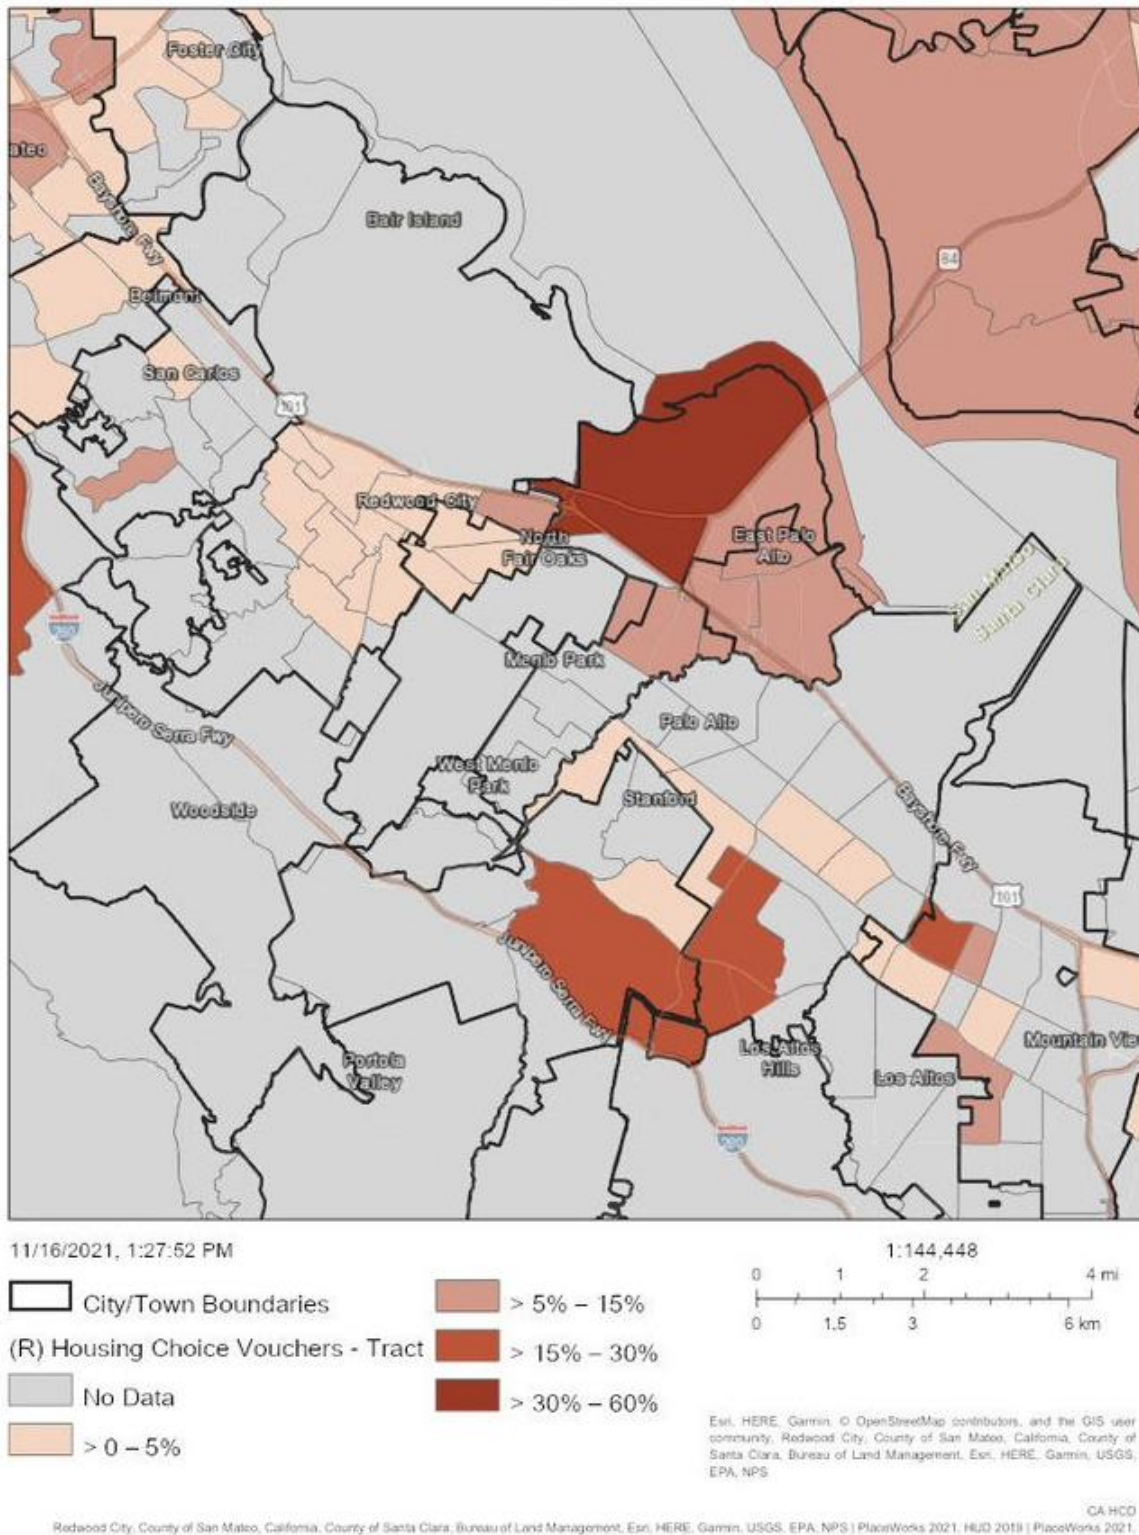 Foster City
ateo
Bayshore Fwy
Bair Island
84
Belmont
San Carlos
101
Redwood City
North
Fair Oaks
East Palo
Alto
San Mateo
Santa Clara
280
Menlo Park
Junipero Serra Fwy
Palo Alto
West Menlo
Park
Stanford
Woodside
Bayshore Fwy
101
Junipero Serra Fwy
Portola
Valley
Los Altos
Hills
Los Altos
Mountain Vie
280
11/16/2021, 1:27:52 PM
1:144,448
0 1 2 4 mi
0 1.5 3 6 km
City/Town Boundaries
(R) Housing Choice Vouchers - Tract
No Data
> 0 – 5%
> 5% – 15%
> 15% – 30%
> 30% – 60%
Esri, HERE, Garmin, © OpenStreetMap contributors, and the GIS user
community, Redwood City, County of San Mateo, California, County of
Santa Clara, Bureau of Land Management, Esri, HERE, Garmin, USGS,
EPA, NPS
CA HCD
Redwood City, County of San Mateo, California, County of Santa Clara, Bureau of Land Management, Esri, HERE, Garmin, USGS, EPA, NPS | PlaceWorks 2021, HUD 2019 | PlaceWorks 2021